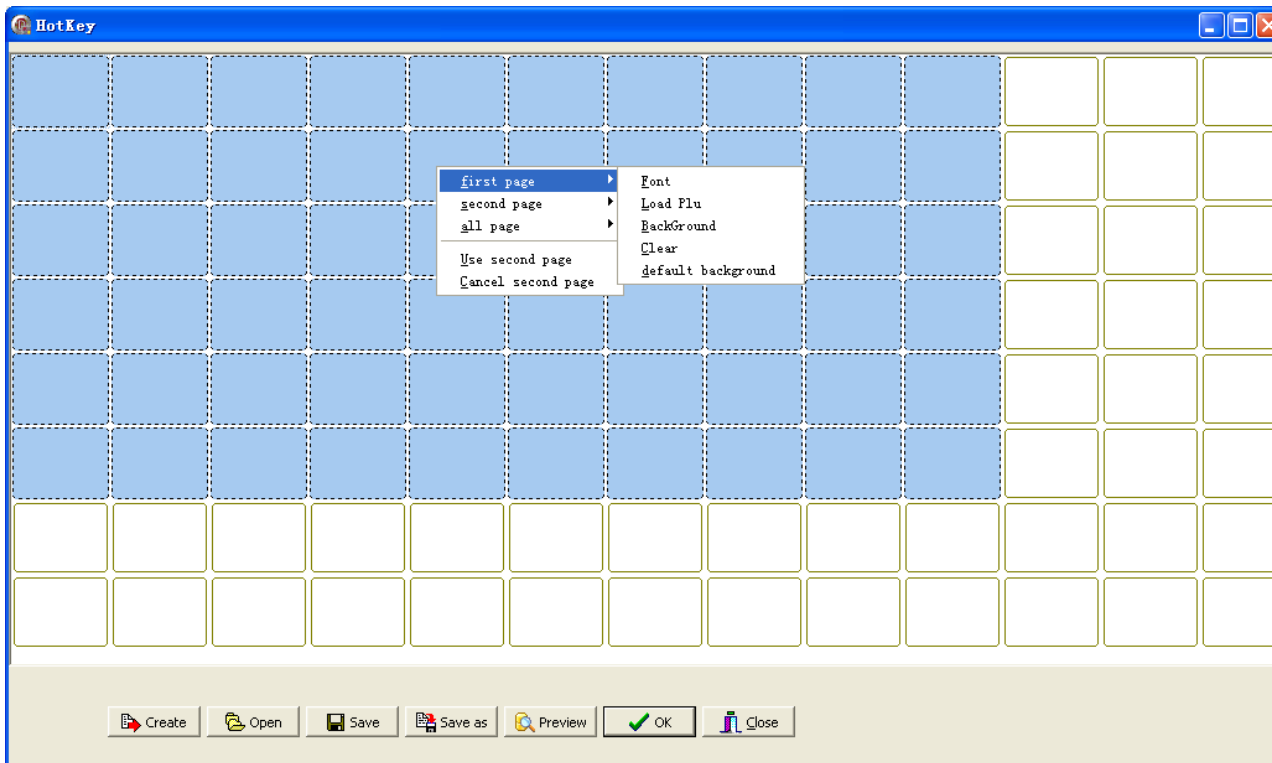 HotKey
first page
second page
all page
Use second page
Cancel second page
Font
Load Plu
BackGround
Clear
default background
Create Open Save Save as Preview OK Close